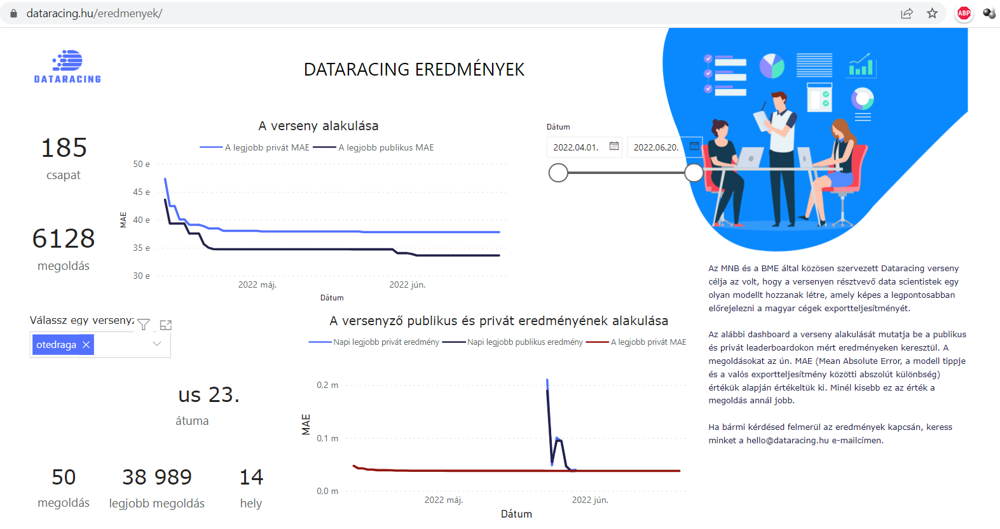 dataracing.hu/eredmenyek/
ABP
DATARACING
DATARACING EREDMÉNYEK
185
csapat
6128
megoldás
A verseny alakulása
A legjobb privát MAE
A legjobb publikus MAE
50 e
45 e
40 e
35 e
30 e
MAE
2022 máj.
2022 jún.
Dátum
Dátum
2022.04.01.
2022.06.20.
Az MNB és a BME által közösen szervezett Dataracing verseny
célja az volt, hogy a versenyen résztvevő data scientistek egy
olyan modellt hozzanak létre, amely képes a legpontosabban
előrejelezni a magyar cégek exportteljesítményét.
Az alábbi dashboard a verseny alakulását mutatja be a publikus
és privát leaderboardokon mért eredményeken keresztül. A
megoldásokat az ún. MAE (Mean Absolute Error, a modell tippje
és a valós exportteljesítmény közötti abszolút különbség)
értékük alapján értékeltük ki. Minél kisebb ez az érték a
megoldás annál jobb.
Ha bármi kérdésed felmerül az eredmények kapcsán, keress
minket a hello@dataracing.hu e-mailcímen.
Válassz egy versenyz
otedraga
us 23.
átuma
50
megoldás
38 989
legjobb megoldás
14
hely
A versenyző publikus és privát eredményének alakulása
Napi legjobb privát eredmény
Napi legjobb publikus eredmény
A legjobb privát MAE
0,2 m
0,1 m
0,0 m
MAE
2022 máj.
2022 jún.
Dátum